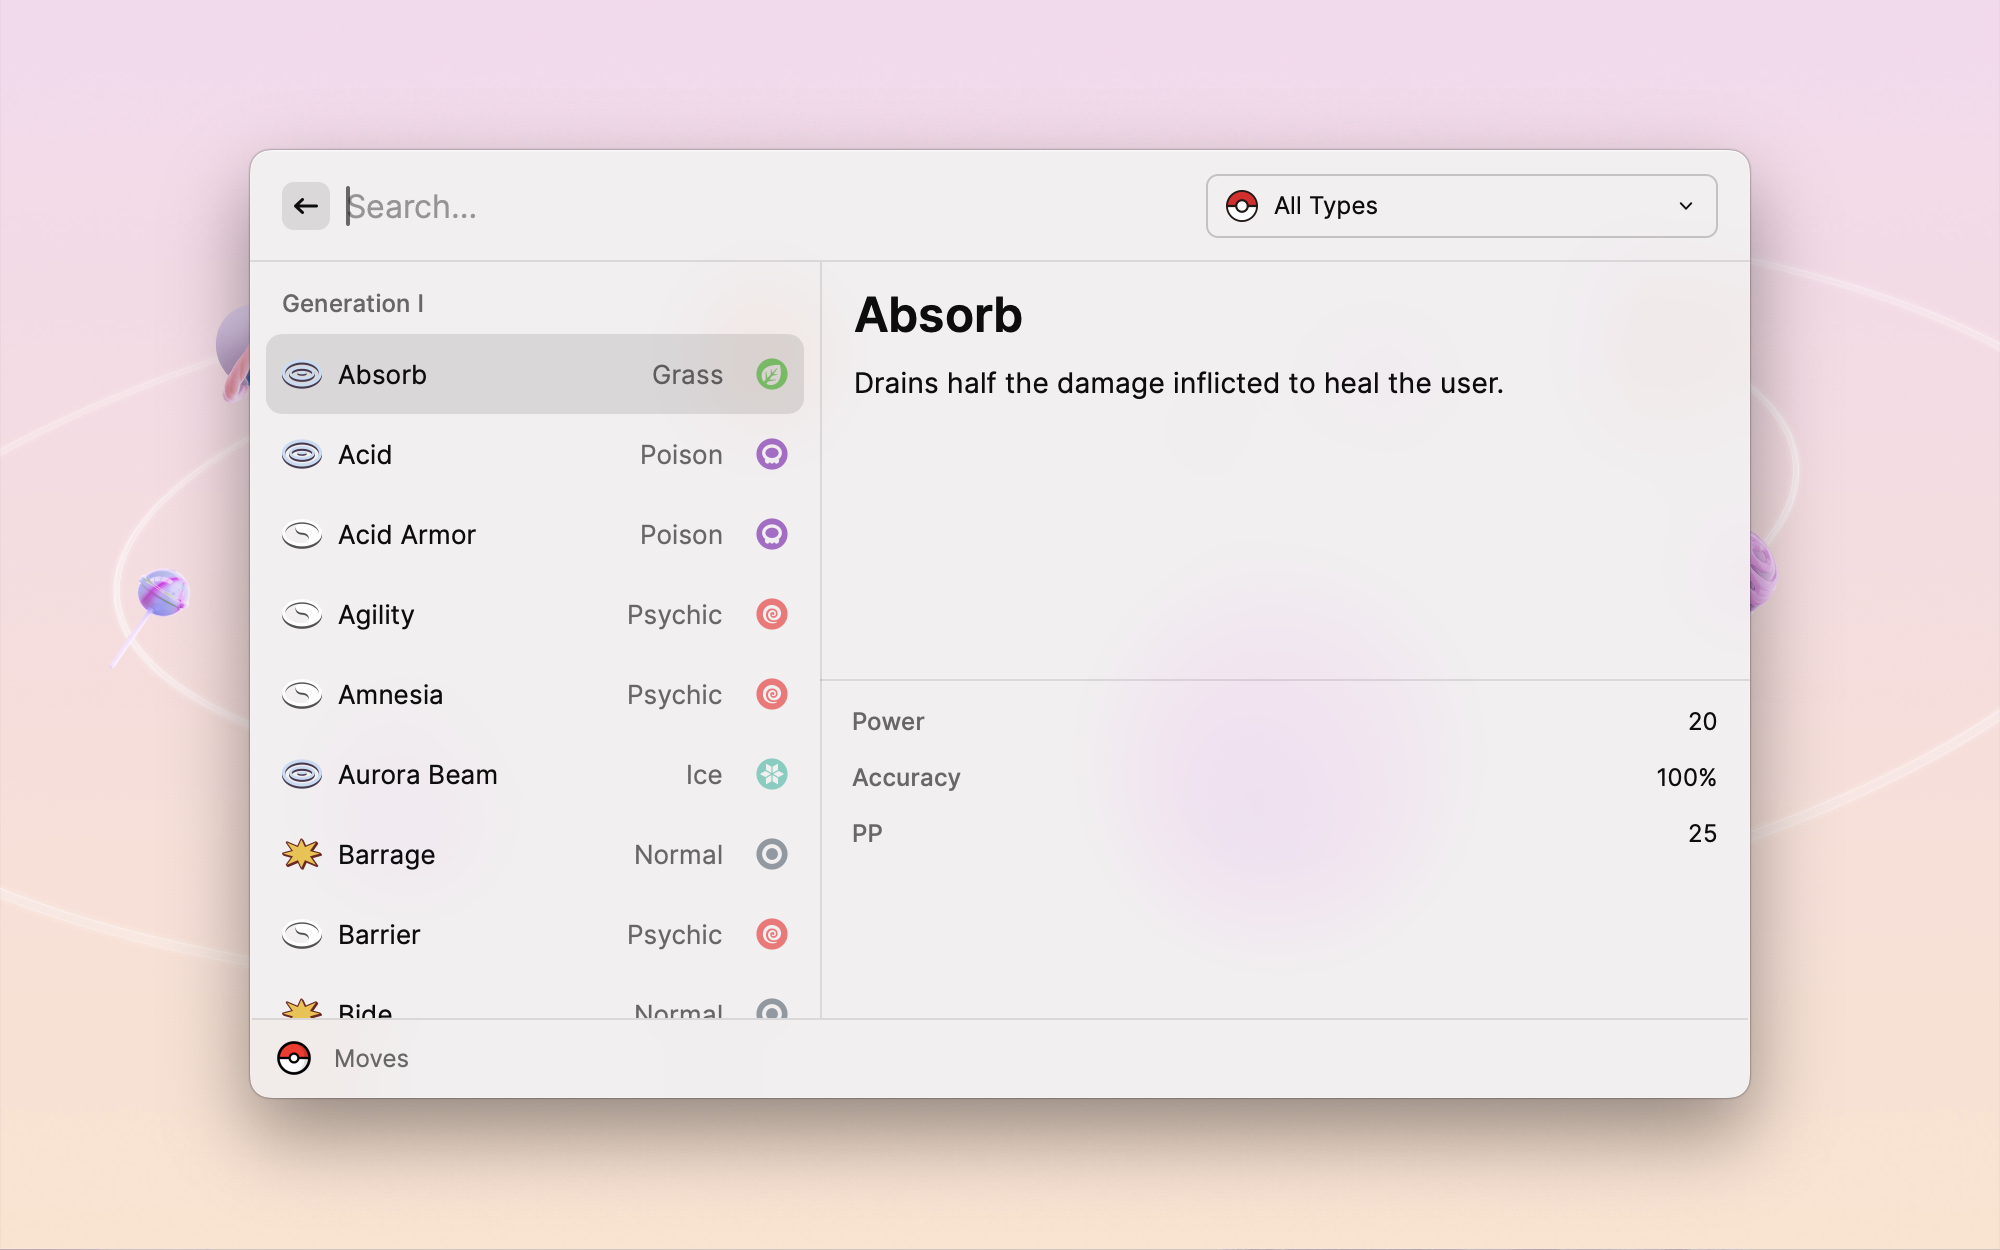 Search...
All Types
Generation I
Absorb Grass
Acid Poison
Acid Armor Poison
Agility Psychic
Amnesia Psychic
Aurora Beam Ice
Barrage Normal
Barrier Psychic
Bide Normal
Absorb
Drains half the damage inflicted to heal the user.
Power 20
Accuracy 100%
PP 25
Moves